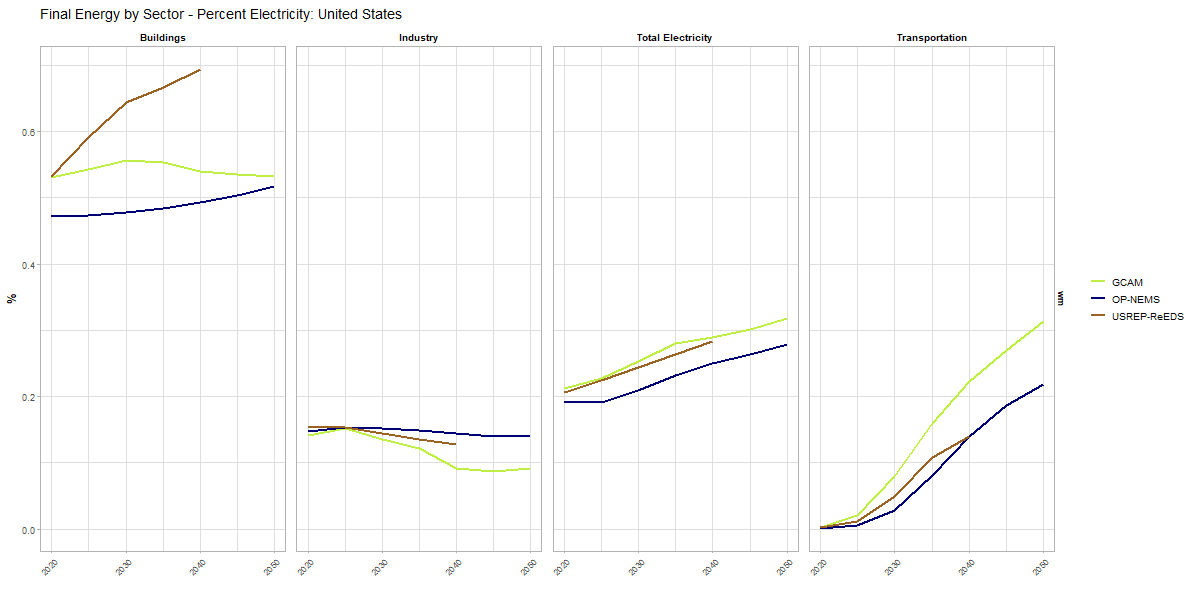 Final Energy by Sector - Percent Electricity: United States
Buildings
Industry
Total Electricity
Transportation
0.6
0.4
0.2
0.0
%
wm
2020
2030
2040
2050
2020
2030
2040
2050
2020
2030
2040
2050
2020
2030
2040
2050
GCAM
OP-NEMS
USREP-ReEDS